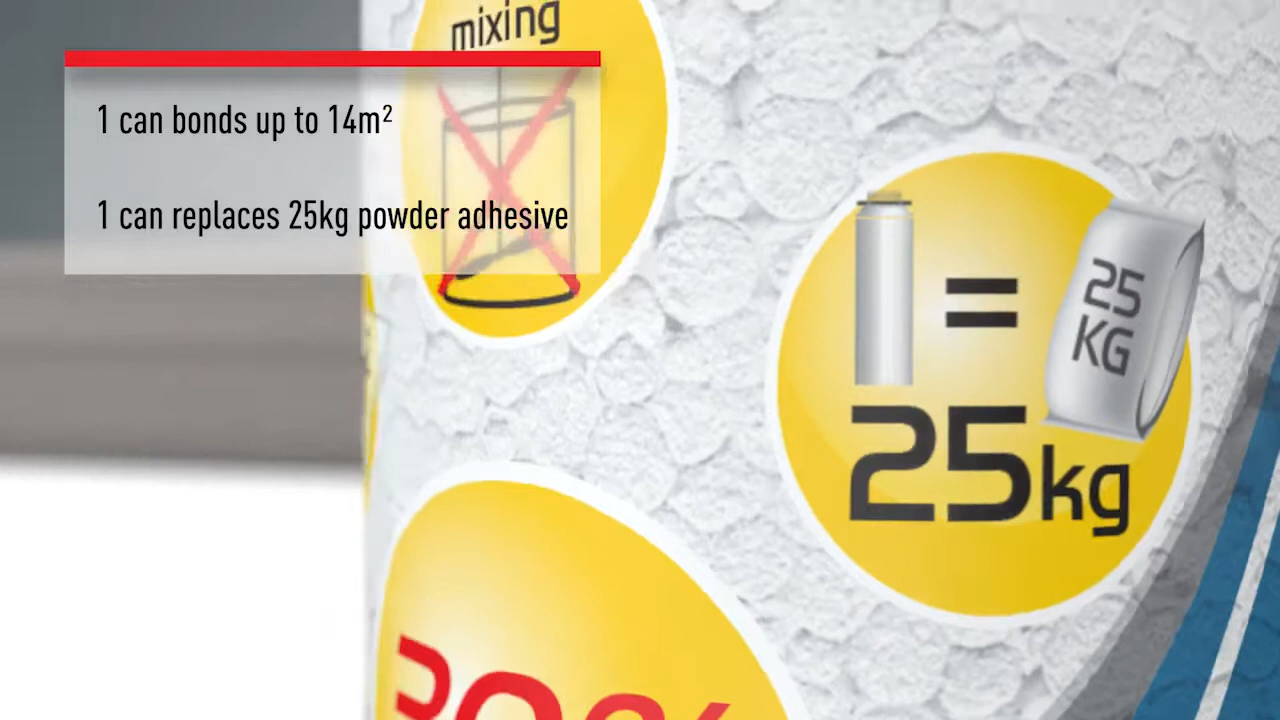 mixing
1 can bonds up to 14m²
1 can replaces 25kg powder adhesive
=
25
KG
25kg